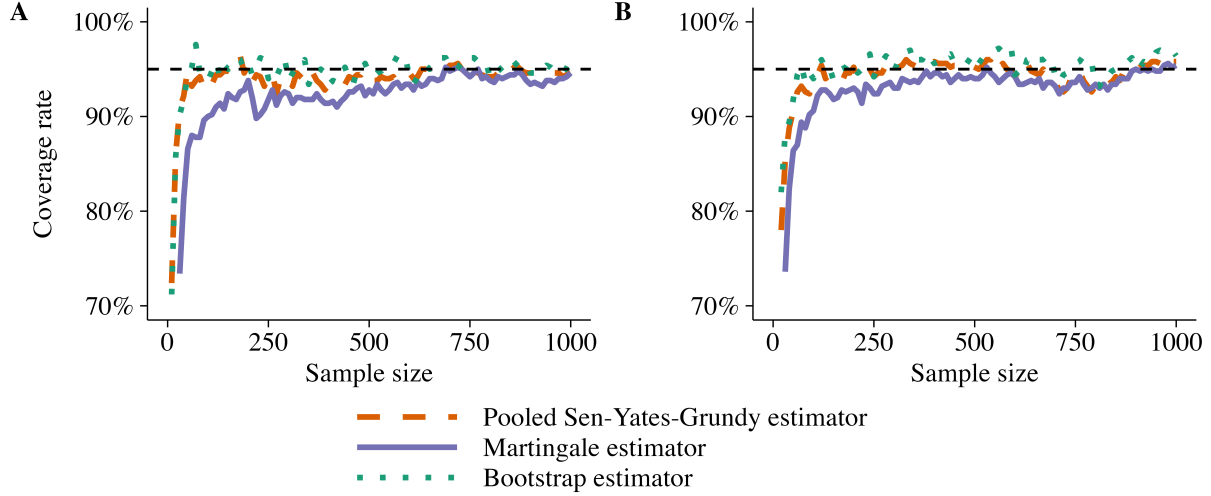 A
B
100%
90%
80%
70%
Coverage rate
0 250 500 750 1000
Sample size
100%
90%
80%
70%
0 250 500 750 1000
Sample size
Pooled Sen-Yates-Grundy estimator
Martingale estimator
Bootstrap estimator